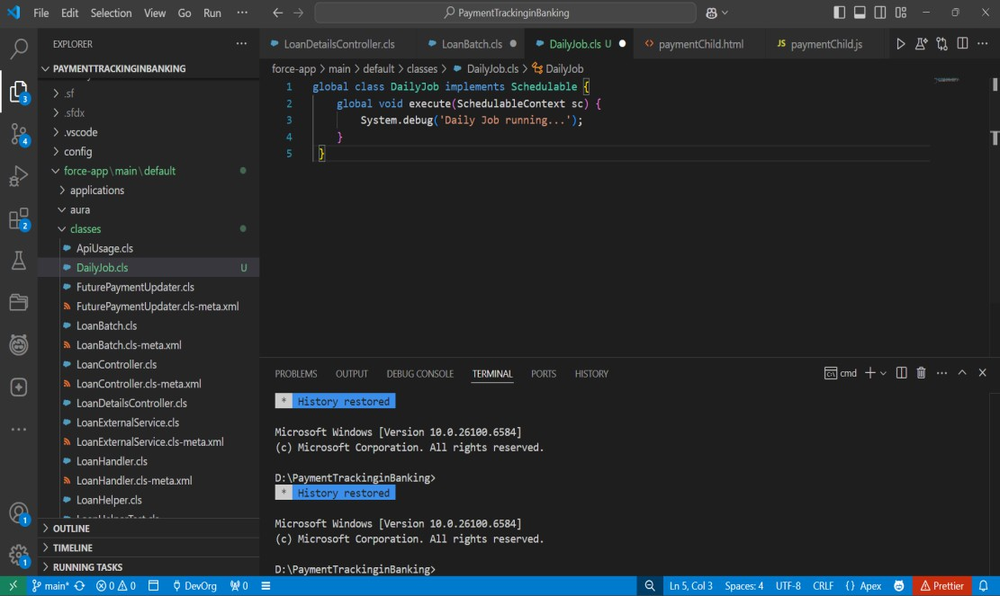 File Edit Selection View Go Run ··· PaymentTrackinginBanking
EXPLORER ···
PAYMENTTRACKINGINBANKING
.sf
.sfdx
.vscode
config
force-app\main\default
applications
aura
classes
ApiUsage.cls
DailyJob.cls U
FuturePaymentUpdater.cls
FuturePaymentUpdater.cls-meta.xml
LoanBatch.cls
LoanBatch.cls-meta.xml
LoanController.cls
LoanController.cls-meta.xml
LoanDetailsController.cls
LoanExternalService.cls
LoanExternalService.cls-meta.xml
LoanHandler.cls
LoanHandler.cls-meta.xml
LoanHelper.cls
LoanHelperTest.cls
OUTLINE
TIMELINE
RUNNING TASKS
3
4
2
1
1
LoanDetailsController.cls LoanBatch.cls DailyJob.cls U paymentChild.html JS paymentChild.js
force-app > main > default > classes > DailyJob.cls > DailyJob
1 global class DailyJob implements Schedulable {
2 global void execute(SchedulableContext sc) {
3 System.debug('Daily Job running...');
4 }
5 }
PROBLEMS OUTPUT DEBUG CONSOLE TERMINAL PORTS HISTORY cmd
* History restored
Microsoft Windows [Version 10.0.26100.6584]
(c) Microsoft Corporation. All rights reserved.
D:\PaymentTrackinginBanking>
* History restored
Microsoft Windows [Version 10.0.26100.6584]
(c) Microsoft Corporation. All rights reserved.
D:\PaymentTrackinginBanking>
main* 0 0 DevOrg 0 Ln 5, Col 3 Spaces: 4 UTF-8 CRLF {} Apex Prettier